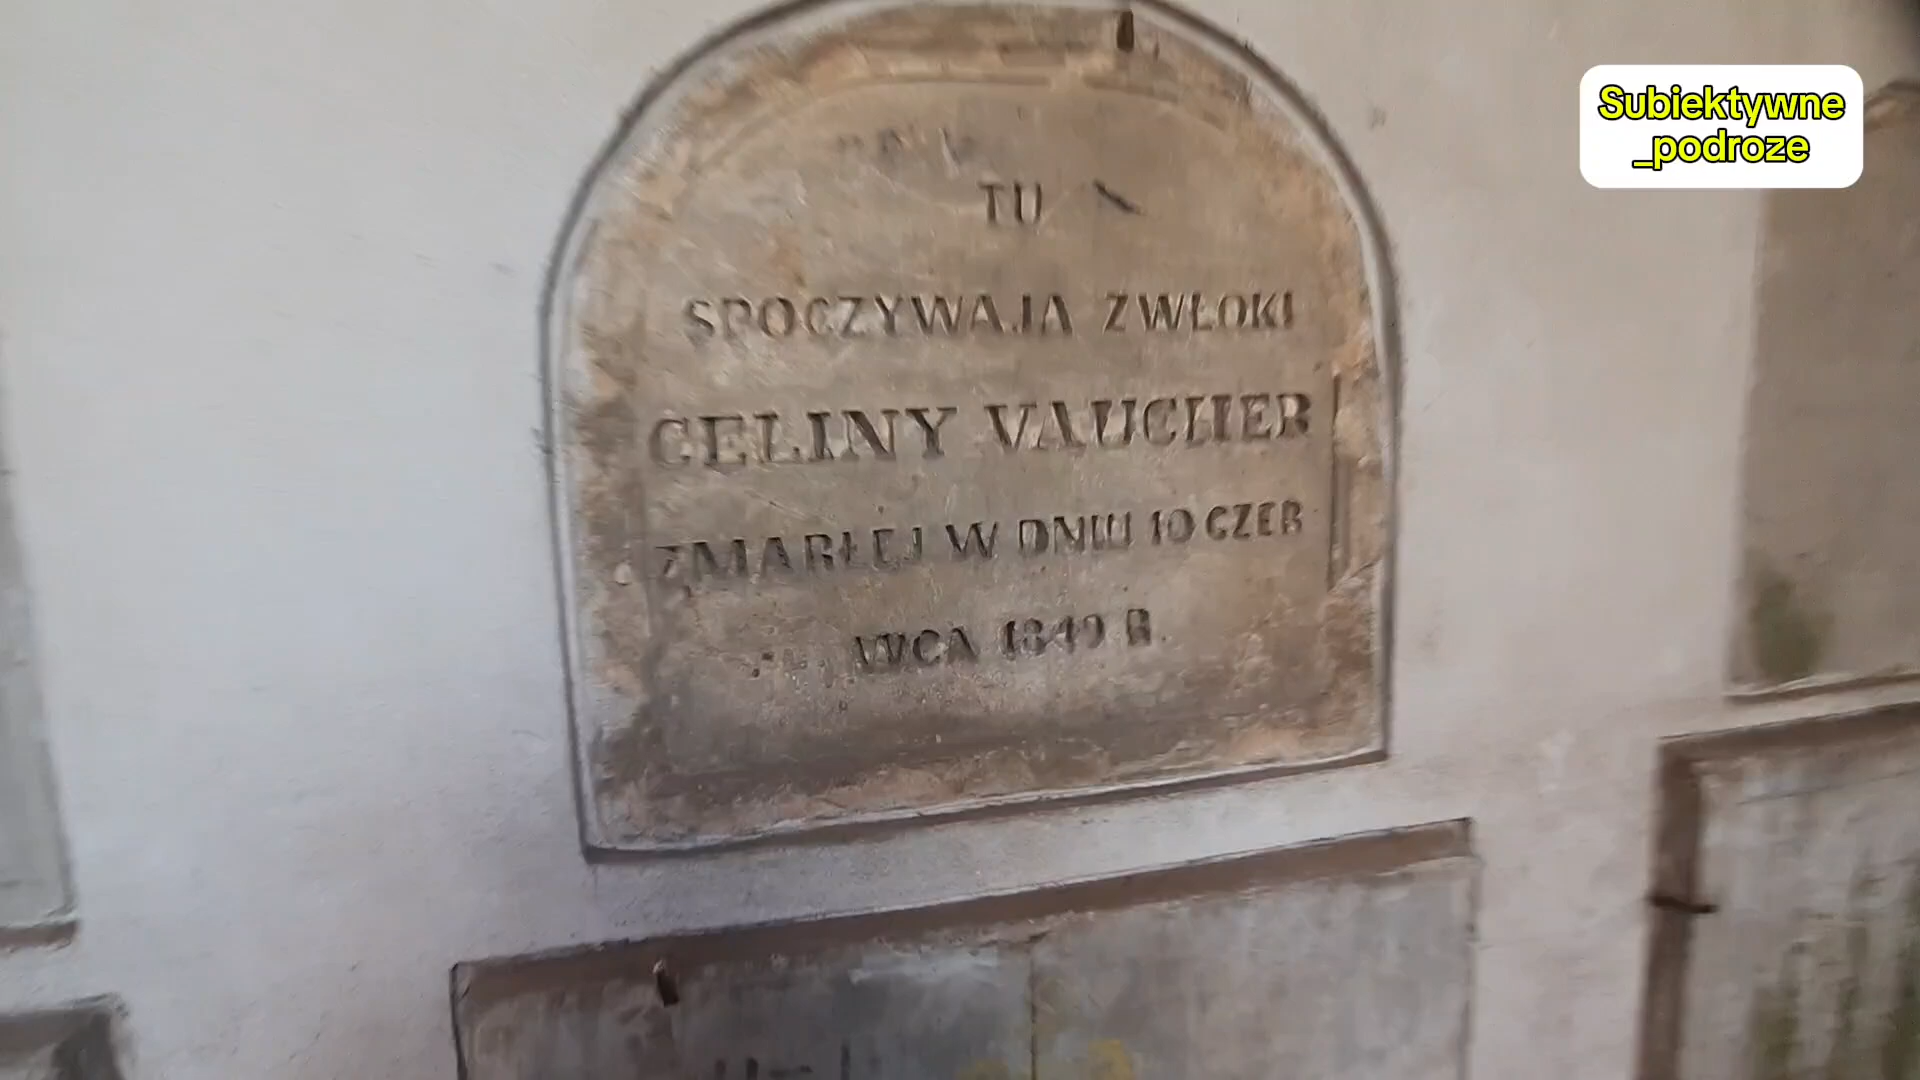 Subiektywne
_podroze
TU
SPOCZYWAJA ZWŁOKI
CELINY VAUCHER
ZMARŁEJ W DNIU 10 CZER
WCA 1849 R.